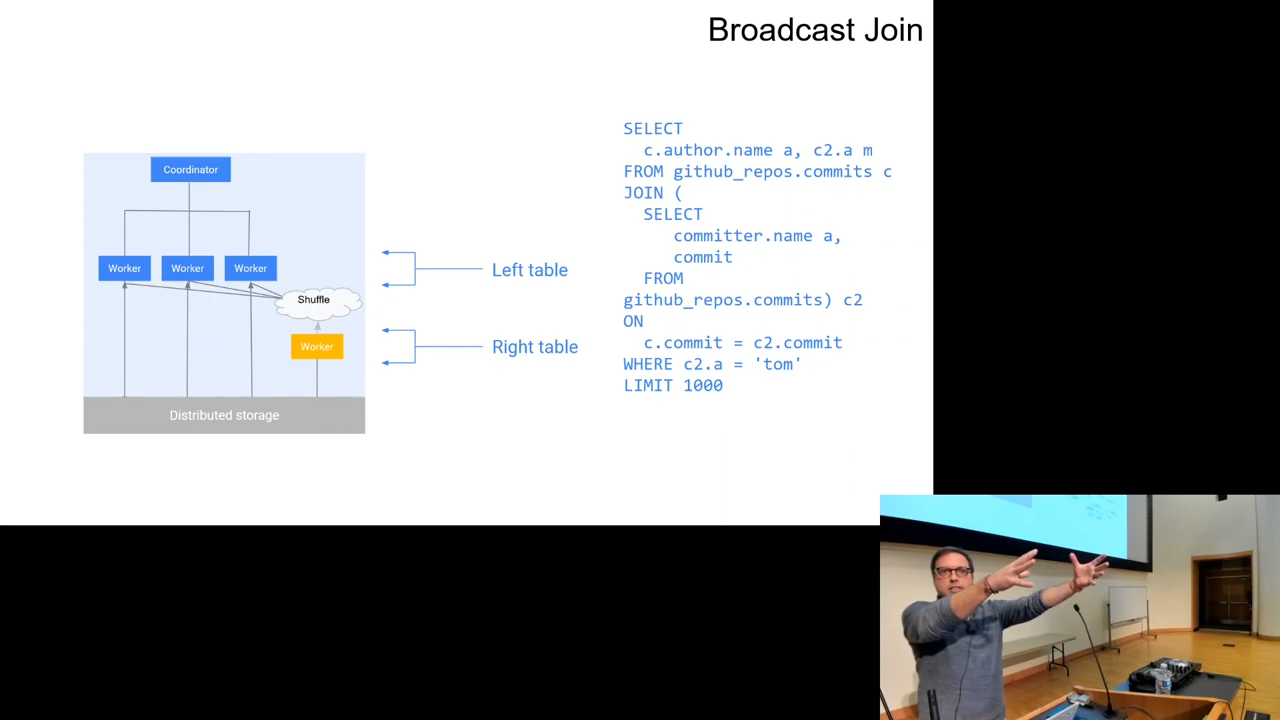 Broadcast Join
Coordinator
Worker
Worker
Worker
Shuffle
Worker
Distributed storage
Left table
Right table
SELECT
c.author.name a, c2.a m
FROM github_repos.commits c
JOIN (
SELECT
committer.name a,
commit
FROM
github_repos.commits) c2
ON
c.commit = c2.commit
WHERE c2.a = 'tom'
LIMIT 1000